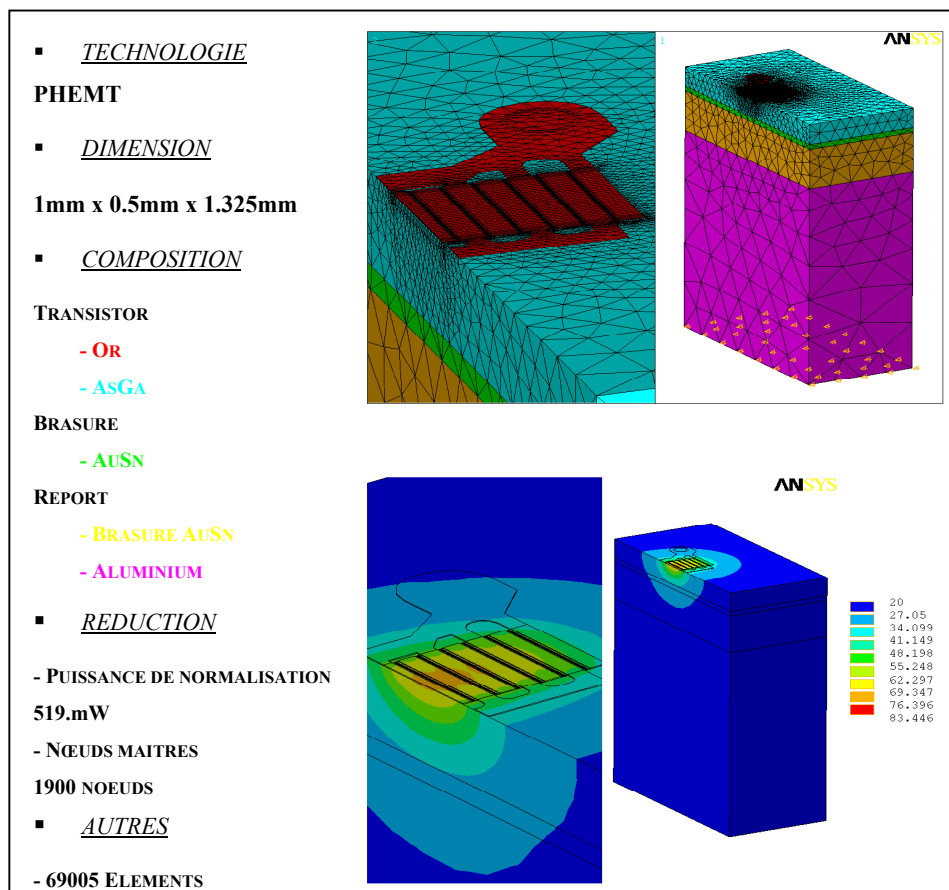 ▪ TECHNOLOGIE
PHEMT
▪ DIMENSION
1mm x 0.5mm x 1.325mm
▪ COMPOSITION
TRANSISTOR
- OR
- ASGA
BRASURE
- AUSN
REPORT
- BRASURE AUSN
- ALUMINIUM
▪ REDUCTION
- PUISSANCE DE NORMALISATION
519.mW
- NŒUDS MAITRES
1900 NOEUDS
▪ AUTRES
- 69005 ELEMENTS
1
ANSYS
ANSYS
20
27.05
34.099
41.149
48.198
55.248
62.297
69.347
76.396
83.446